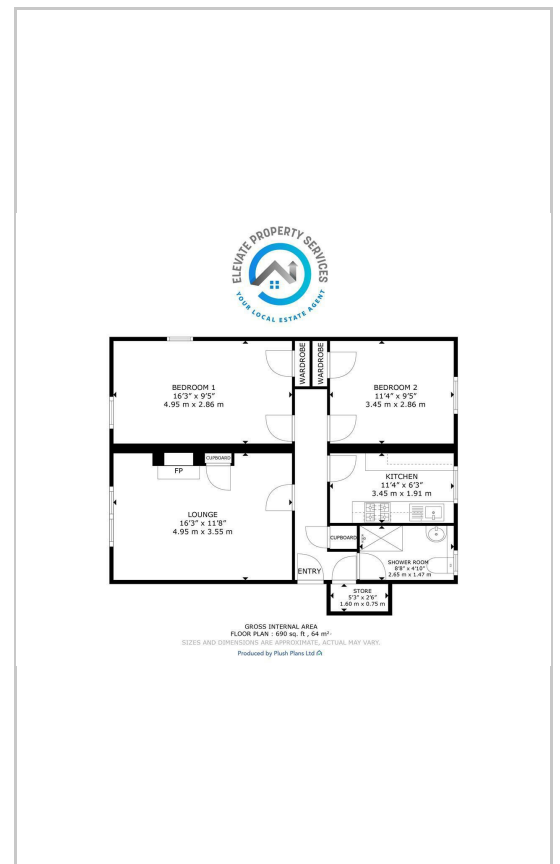 ELEVATE PROPERTY SERVICES
YOUR LOCAL ESTATE AGENT
WARDROBE
WARDROBE
BEDROOM 1
16'3" x 9'5"
4.95 m x 2.86 m
BEDROOM 2
11'4" x 9'5"
3.45 m x 2.86 m
CUPBOARD
FP
KITCHEN
11'4" x 6'3"
3.45 m x 1.91 m
LOUNGE
16'3" x 11'8"
4.95 m x 3.55 m
CUPBOARD
SHOWER ROOM
8'8" x 4'10"
2.65 m x 1.47 m
ENTRY
STORE
5'3" x 2'6"
1.60 m x 0.75 m
GROSS INTERNAL AREA
FLOOR PLAN : 690 sq. ft , 64 m²
SIZES AND DIMENSIONS ARE APPROXIMATE, ACTUAL MAY VARY.
Produced by Plush Plans Ltd